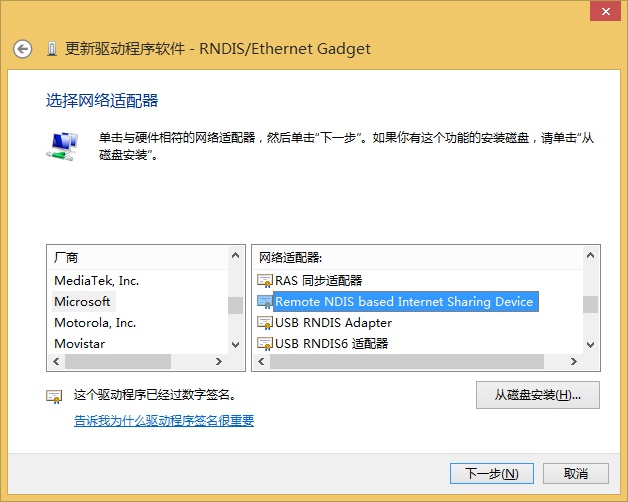 更新驱动程序软件 - RNDIS/Ethernet Gadget
选择网络适配器
单击与硬件相符的网络适配器，然后单击“下一步”。如果你有这个功能的安装磁盘，请单击“从
磁盘安装”。
厂商
MediaTek, Inc.
Microsoft
Motorola, Inc.
Movistar
网络适配器:
RAS 同步适配器
Remote NDIS based Internet Sharing Device
USB RNDIS Adapter
USB RNDIS6 适配器
这个驱动程序已经过数字签名。
告诉我为什么驱动程序签名很重要
从磁盘安装(H)...
下一步(N)
取消